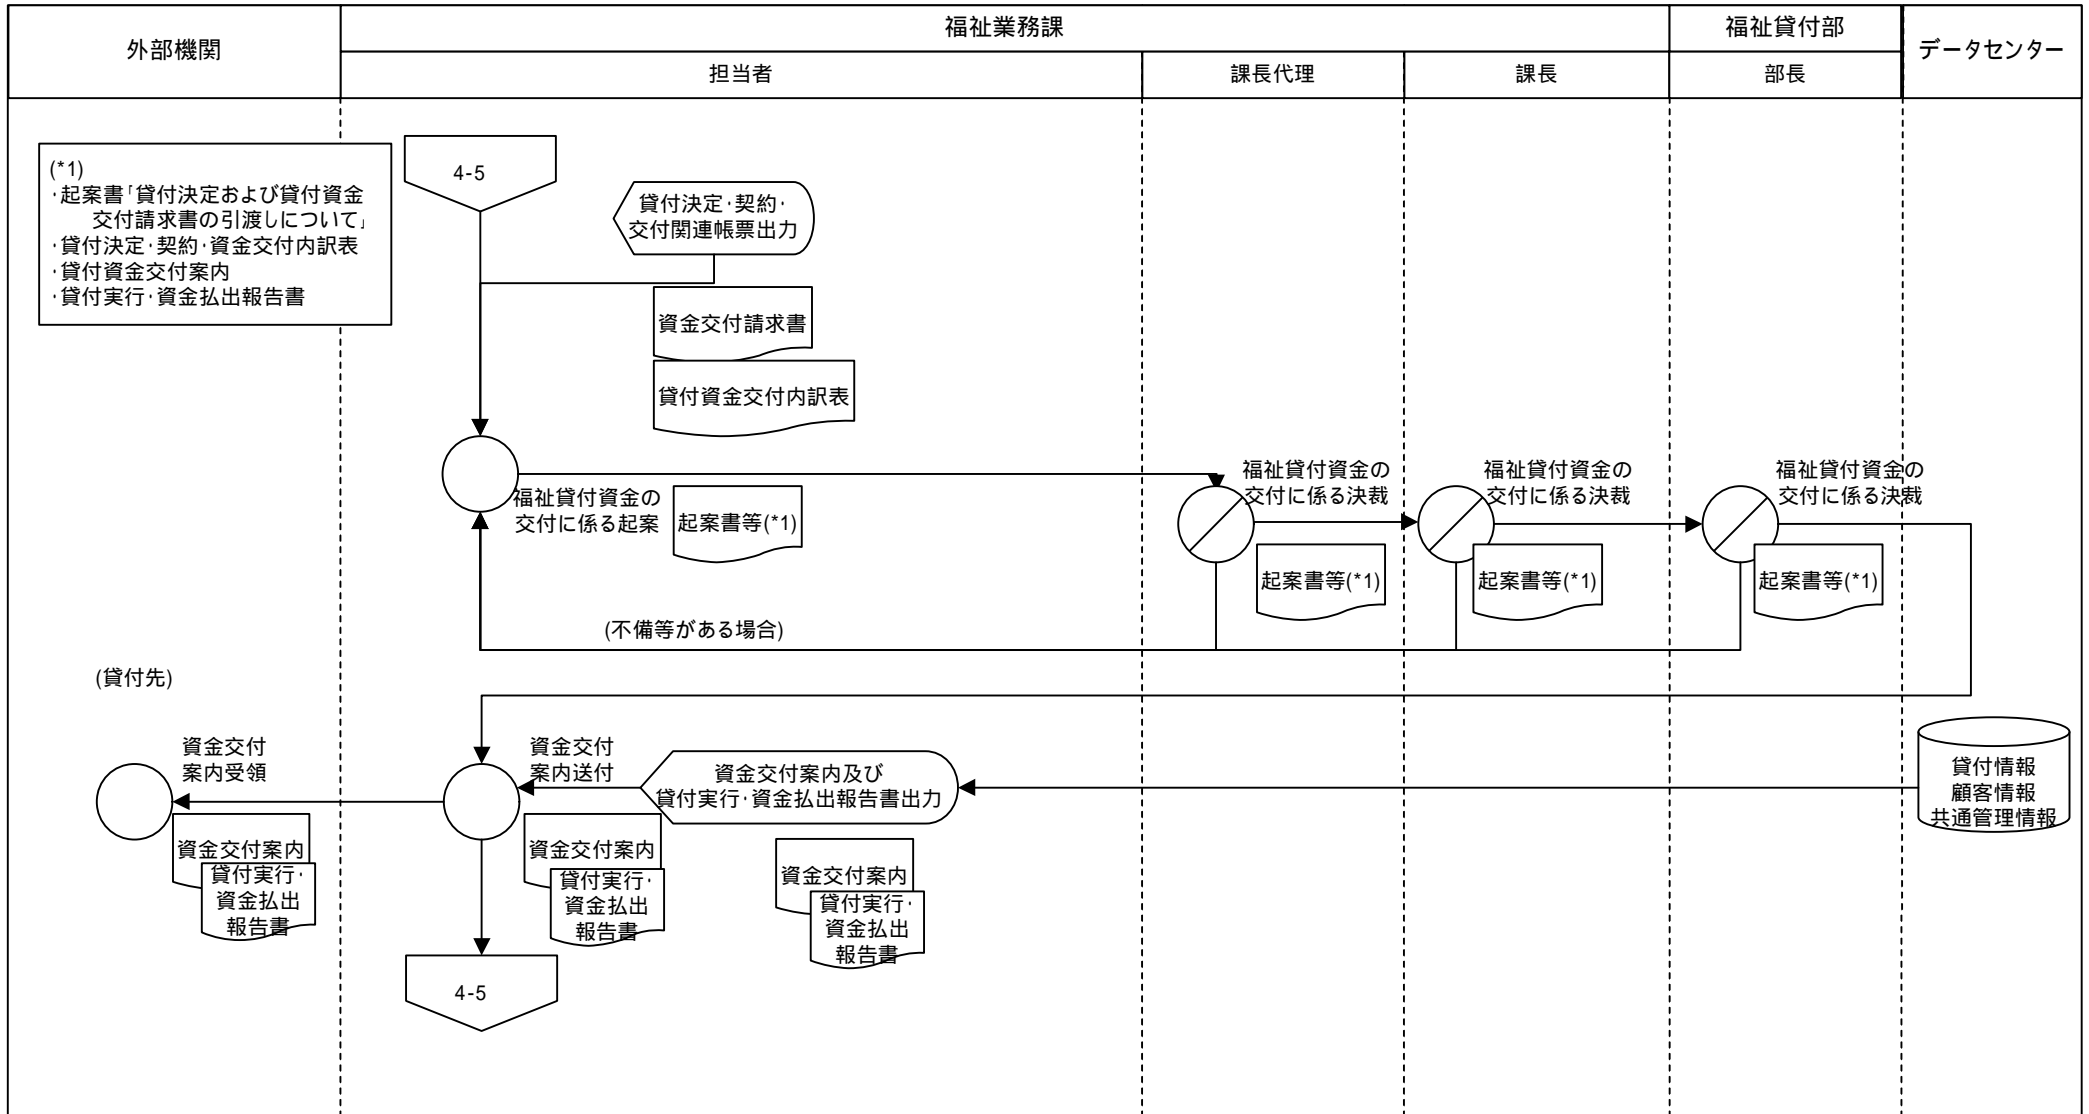 外部機関
福祉業務課
福祉貸付部
データセンター
担当者
課長代理
課長
部長
(*1)
・起案書「貸付決定および貸付資金
交付請求書の引渡しについて」
・貸付決定・契約・資金交付内訳表
・貸付資金交付案内
・貸付実行・資金払出報告書
4-5
貸付決定・契約・
交付関連帳票出力
資金交付請求書
貸付資金交付内訳表
福祉貸付資金の
交付に係る起案
起案書等(*1)
福祉貸付資金の
交付に係る決裁
起案書等(*1)
福祉貸付資金の
交付に係る決裁
起案書等(*1)
福祉貸付資金の
交付に係る決裁
起案書等(*1)
(不備等がある場合)
(貸付先)
資金交付
案内受領
資金交付案内
貸付実行・
資金払出
報告書
資金交付
案内送付
資金交付案内
貸付実行・
資金払出
報告書
資金交付案内及び
貸付実行・資金払出報告書出力
資金交付案内
貸付実行・
資金払出
報告書
貸付情報
顧客情報
共通管理情報
4-5